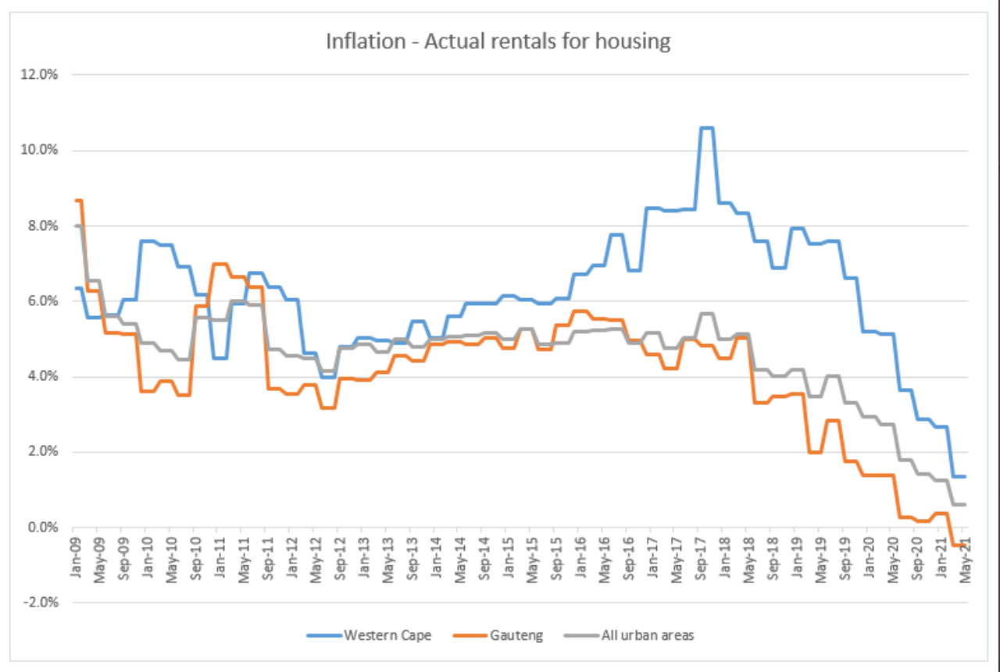 Inflation - Actual rentals for housing
12.0%
10.0%
8.0%
6.0%
4.0%
2.0%
0.0%
-2.0%
Jan-09
May-09
Sep-09
Jan-10
May-10
Sep-10
Jan-11
May-11
Sep-11
Jan-12
May-12
Sep-12
Jan-13
May-13
Sep-13
Jan-14
May-14
Sep-14
Jan-15
May-15
Sep-15
Jan-16
May-16
Sep-16
Jan-17
May-17
Sep-17
Jan-18
May-18
Sep-18
Jan-19
May-19
Sep-19
Jan-20
May-20
Sep-20
Jan-21
May-21
Western Cape Gauteng All urban areas